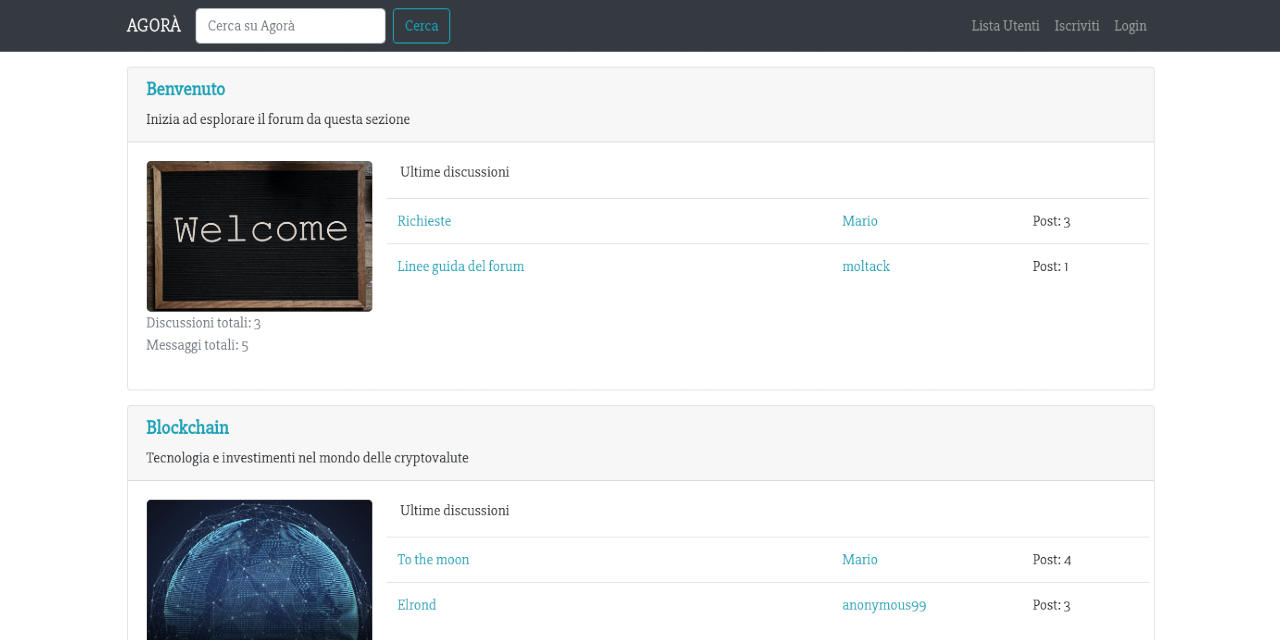 AGORÀ Cerca su Agorà Cerca Lista Utenti Iscriviti Login
Benvenuto
Inizia ad esplorare il forum da questa sezione
Welcome
Ultime discussioni
Richieste Mario Post: 3
Linee guida del forum moltack Post: 1
Discussioni totali: 3
Messaggi totali: 5
Blockchain
Tecnologia e investimenti nel mondo delle cryptovalute
Ultime discussioni
To the moon Mario Post: 4
Elrond anonymous99 Post: 3